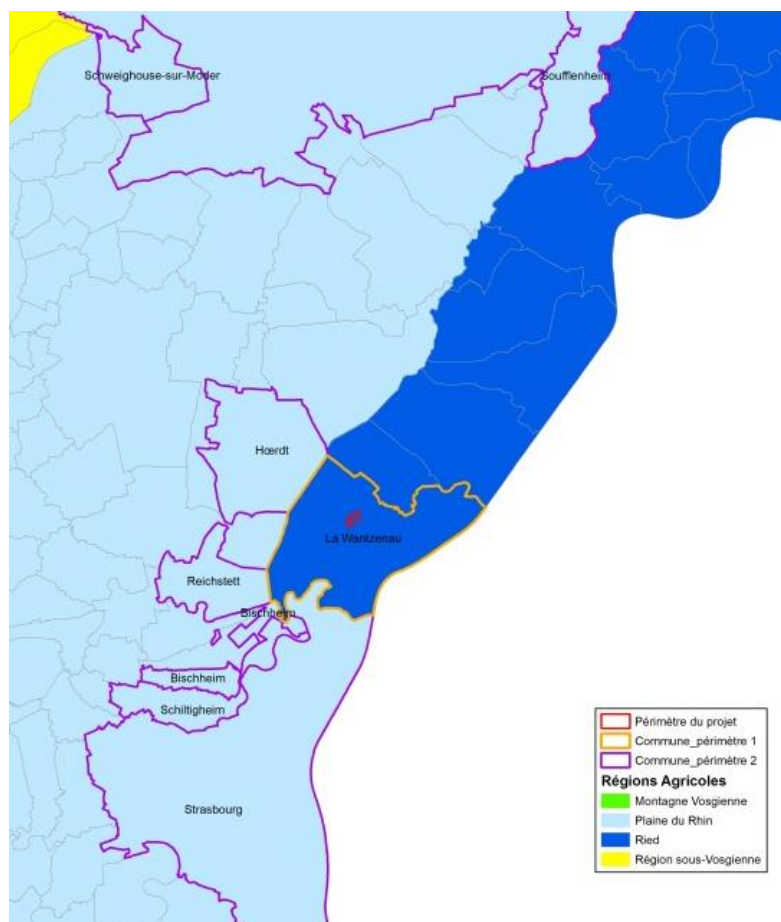 Schweighouse-sur-Moder
Soufflenheim
Hœrdt
La Wantzenau
Reichstett
Bischheim
Bischheim
Schiltigheim
Strasbourg
Périmètre du projet
Commune_périmètre 1
Commune_périmètre 2
Régions Agricoles
Montagne Vosgienne
Plaine du Rhin
Ried
Région sous-Vosgienne